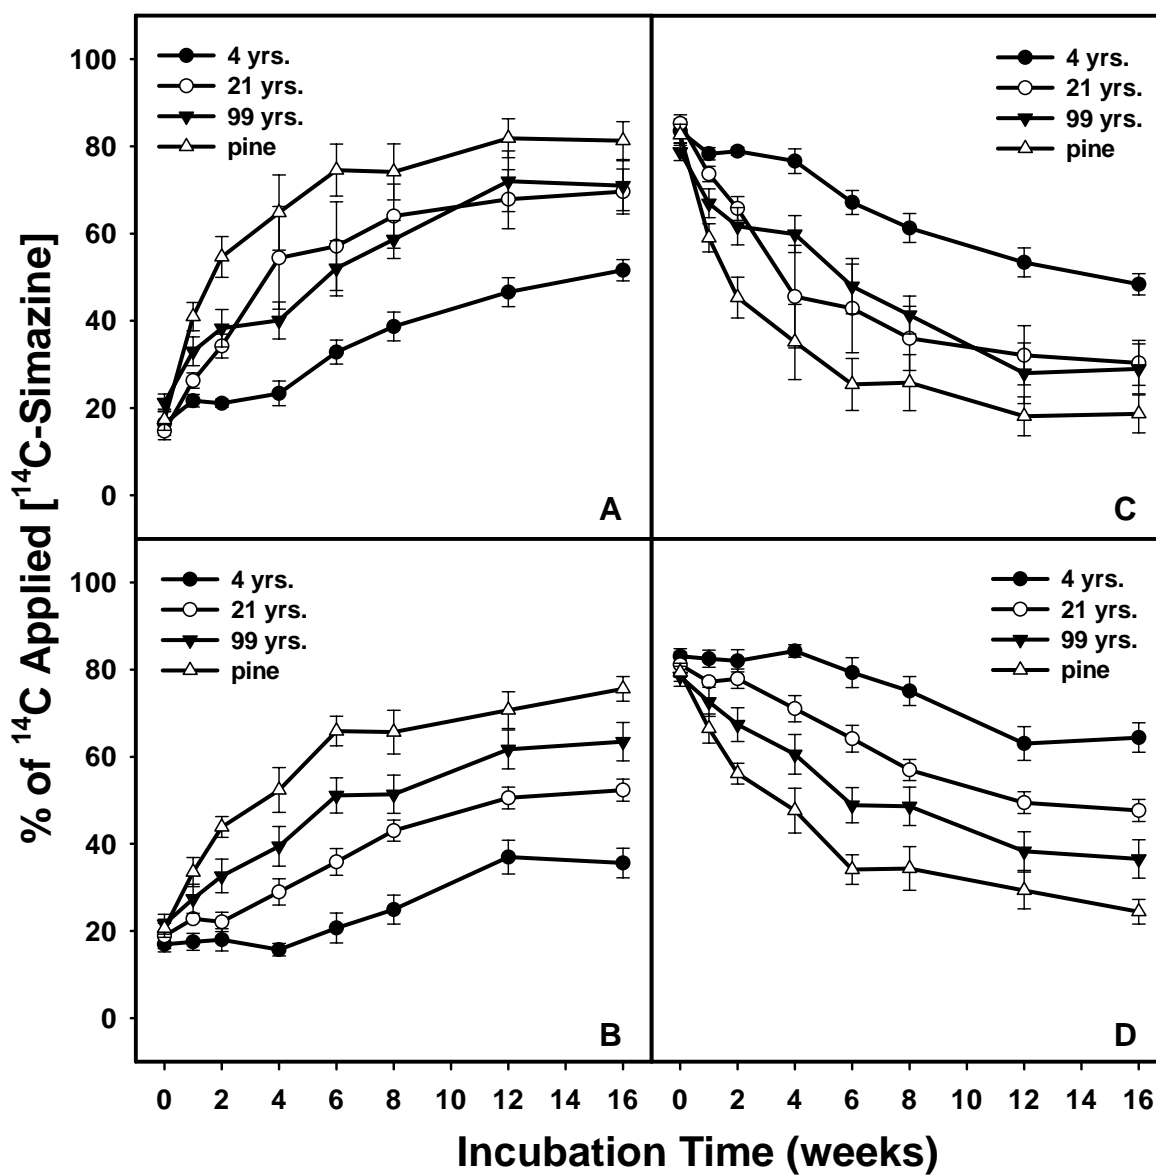 % of ¹⁴C Applied [¹⁴C-Simazine]
100
80
60
40
20
0
4 yrs.
21 yrs.
99 yrs.
pine
A
4 yrs.
21 yrs.
99 yrs.
pine
C
100
80
60
40
20
0
4 yrs.
21 yrs.
99 yrs.
pine
B
4 yrs.
21 yrs.
99 yrs.
pine
D
0 2 4 6 8 10 12 14 16
0 2 4 6 8 10 12 14 16
Incubation Time (weeks)